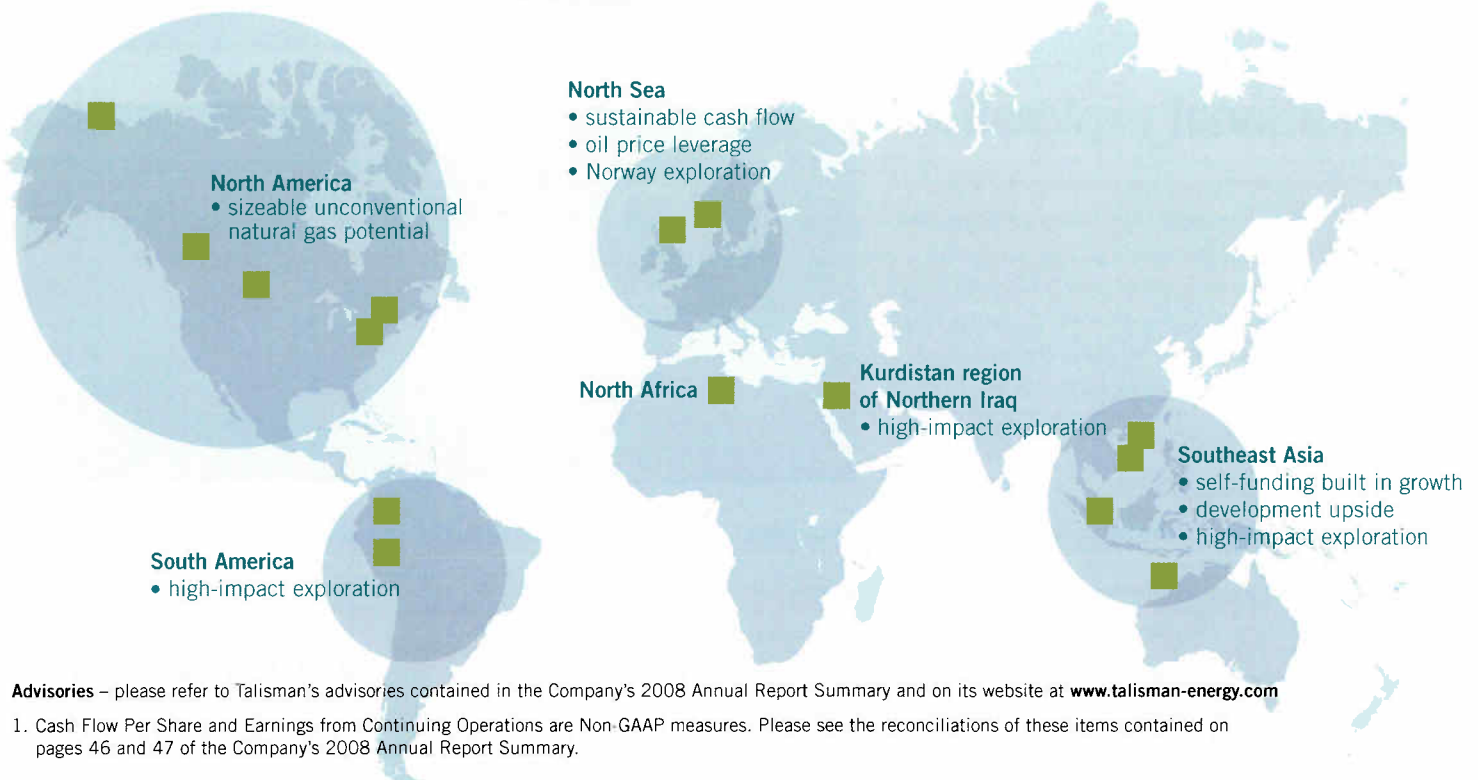 North Sea
• sustainable cash flow
• oil price leverage
• Norway exploration
North America
• sizeable unconventional
natural gas potential
North Africa
Kurdistan region
of Northern Iraq
• high-impact exploration
Southeast Asia
• self-funding built in growth
• development upside
• high-impact exploration
South America
• high-impact exploration
Advisories – please refer to Talisman's advisories contained in the Company's 2008 Annual Report Summary and on its website at www.talisman-energy.com
1. Cash Flow Per Share and Earnings from Continuing Operations are Non-GAAP measures. Please see the reconciliations of these items contained on
pages 46 and 47 of the Company's 2008 Annual Report Summary.